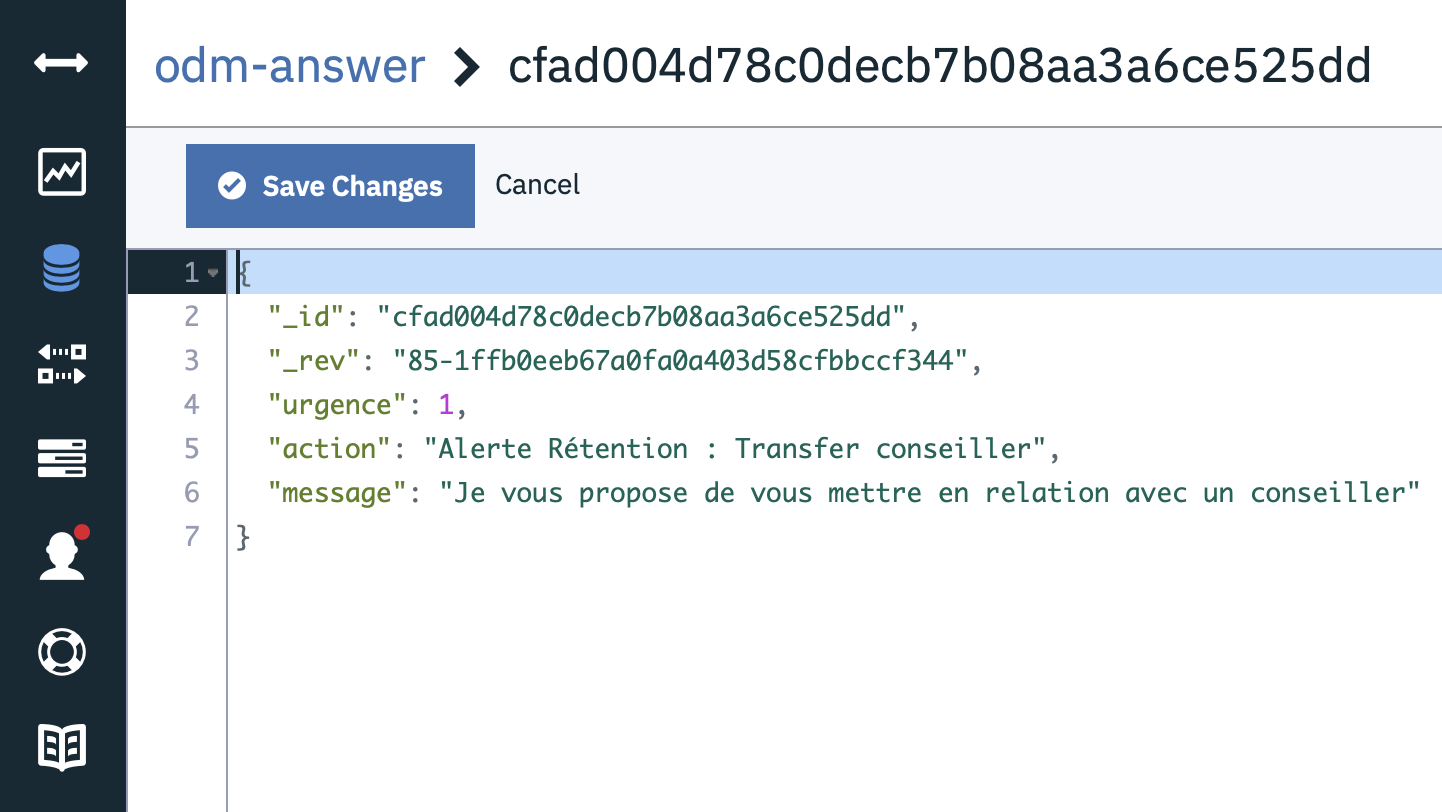 odm-answer > cfad004d78c0decb7b08aa3a6ce525dd
Save Changes Cancel
1 {
2 "_id": "cfad004d78c0decb7b08aa3a6ce525dd",
3 "_rev": "85-1ffb0eeb67a0fa0a403d58cfbbccf344",
4 "urgence": 1,
5 "action": "Alerte Rétention : Transfer conseiller",
6 "message": "Je vous propose de vous mettre en relation avec un conseiller"
7 }